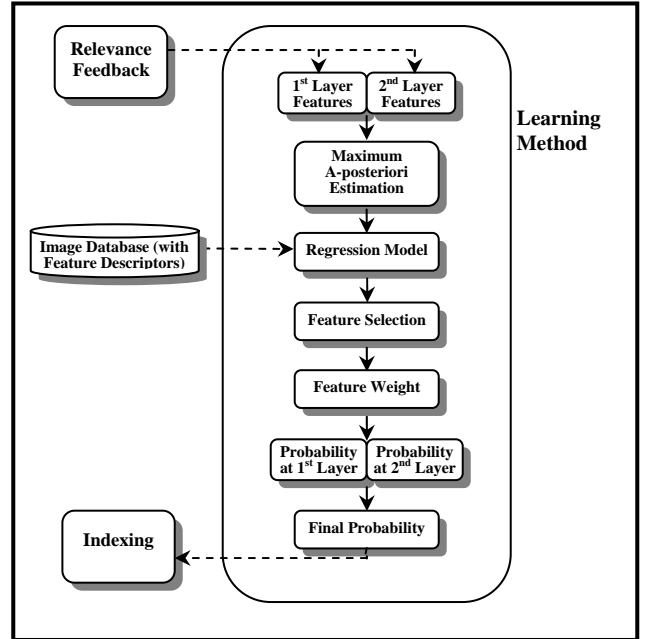 Relevance
Feedback
1st Layer
Features
2nd Layer
Features
Learning
Method
Maximum
A-posteriori
Estimation
Image Database (with
Feature Descriptors)
Regression Model
Feature Selection
Feature Weight
Probability
at 1st Layer
Probability
at 2nd Layer
Final Probability
Indexing